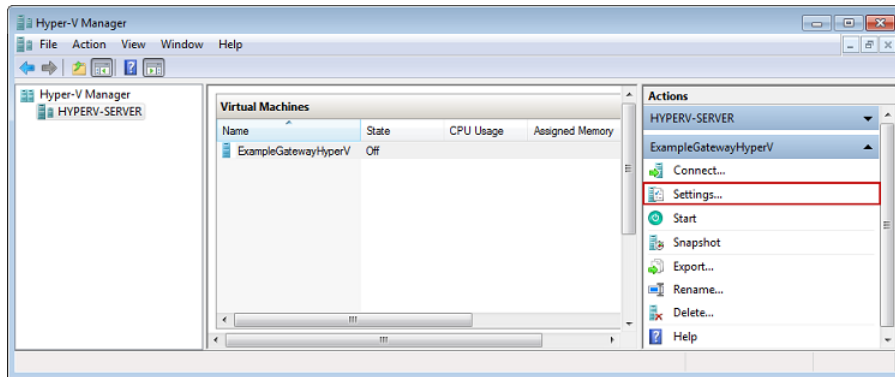 Hyper-V Manager
File Action View Window Help
Hyper-V Manager
HYPERV-SERVER
Virtual Machines
Name State CPU Usage Assigned Memory
ExampleGatewayHyperV Off
Actions
HYPERV-SERVER
ExampleGatewayHyperV
Connect...
Settings...
Start
Snapshot
Export...
Rename...
Delete...
Help